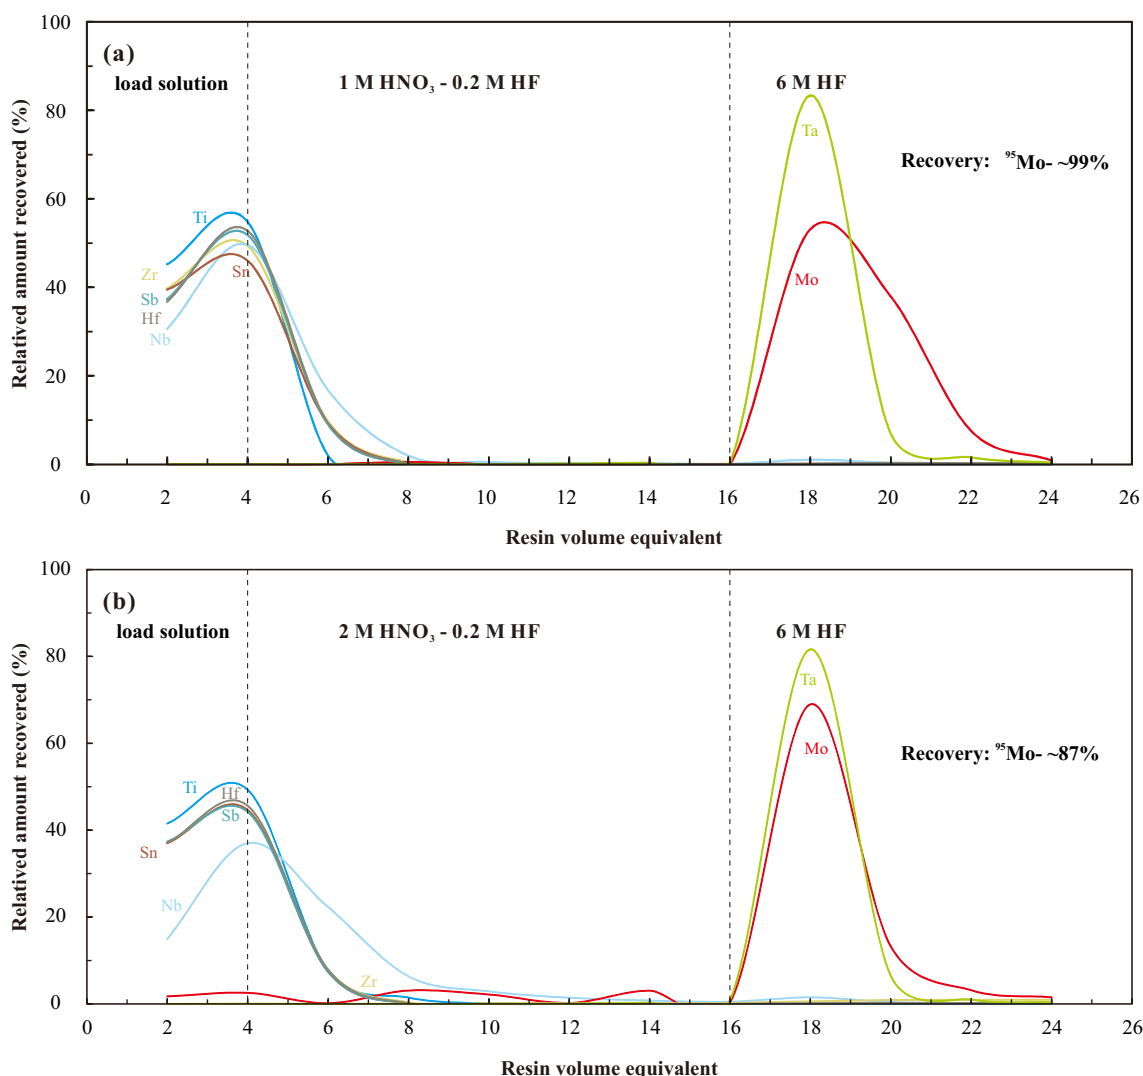 100
80
60
40
20
0
Relatived amount recovered (%)
(a)
load solution
1 M HNO₃ - 0.2 M HF
6 M HF
Ta
Recovery: ⁹⁵Mo- ~99%
Ti
Zr
Sn
Sb
Hf
Nb
Mo
0 2 4 6 8 10 12 14 16 18 20 22 24 26
Resin volume equivalent
100
80
60
40
20
0
Relatived amount recovered (%)
(b)
load solution
2 M HNO₃ - 0.2 M HF
6 M HF
Ta
Mo
Recovery: ⁹⁵Mo- ~87%
Ti
Hf
Sb
Sn
Nb
Zr
0 2 4 6 8 10 12 14 16 18 20 22 24 26
Resin volume equivalent